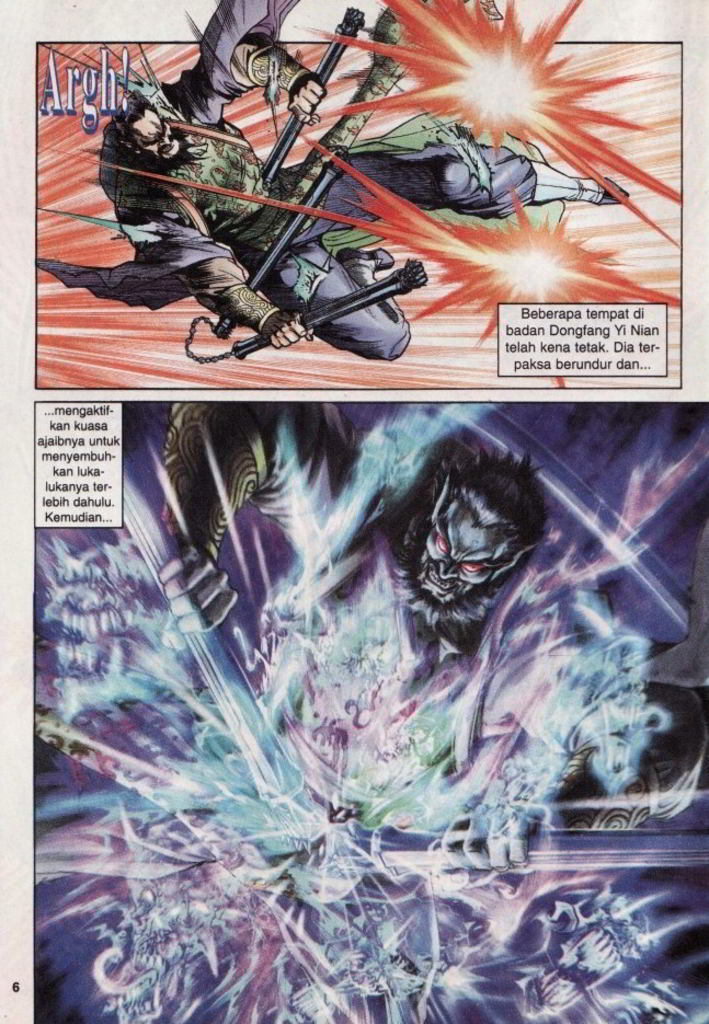 Argh!
Beberapa tempat di
badan Dongfang Yi Nian
telah kena tetak. Dia ter-
paksa berundur dan...
...mengaktif-
kan kuasa
ajaibnya untuk
menyembuh-
kan luka-
lukanya ter-
lebih dahulu.
Kemudian...
6